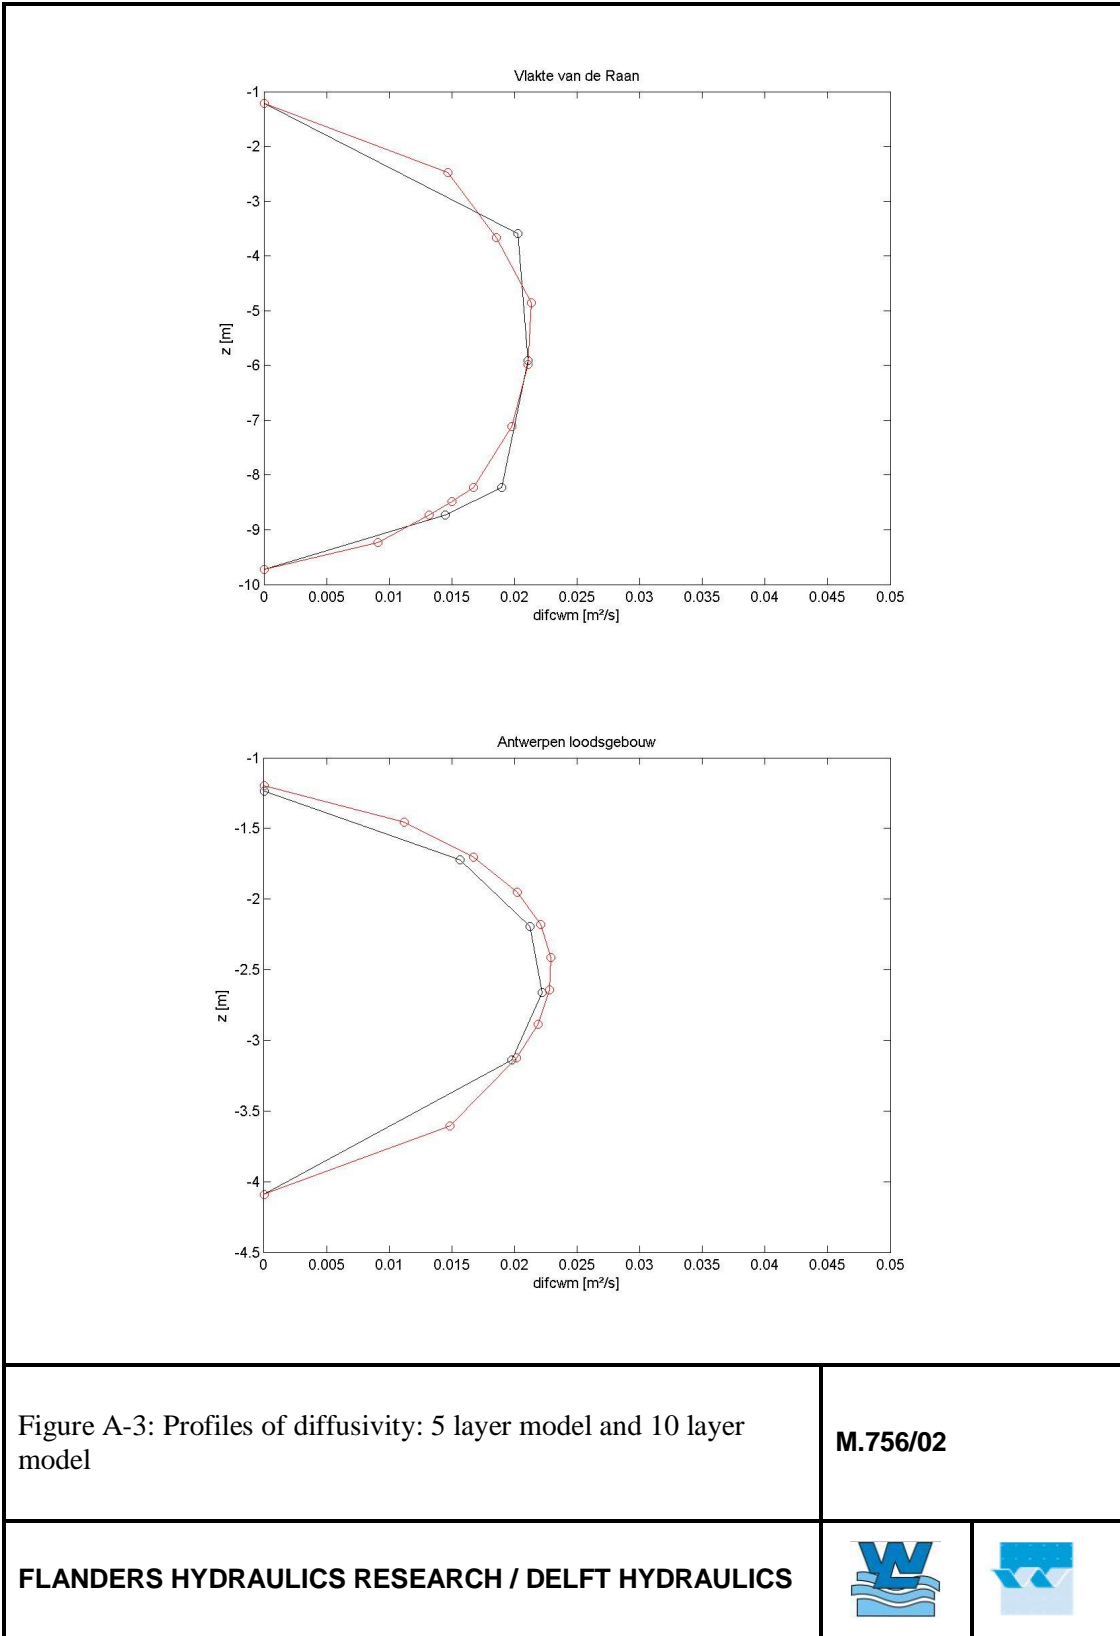 Vlakte van de Raan
-1
-2
-3
-4
-5
-6
-7
-8
-9
-10
z [m]
0 0.005 0.01 0.015 0.02 0.025 0.03 0.035 0.04 0.045 0.05
difcwm [m²/s]
Antwerpen loodsgebouw
-1
-1.5
-2
-2.5
-3
-3.5
-4
-4.5
z [m]
0 0.005 0.01 0.015 0.02 0.025 0.03 0.035 0.04 0.045 0.05
difcwm [m²/s]
Figure A-3: Profiles of diffusivity: 5 layer model and 10 layer
model
M.756/02
FLANDERS HYDRAULICS RESEARCH / DELFT HYDRAULICS